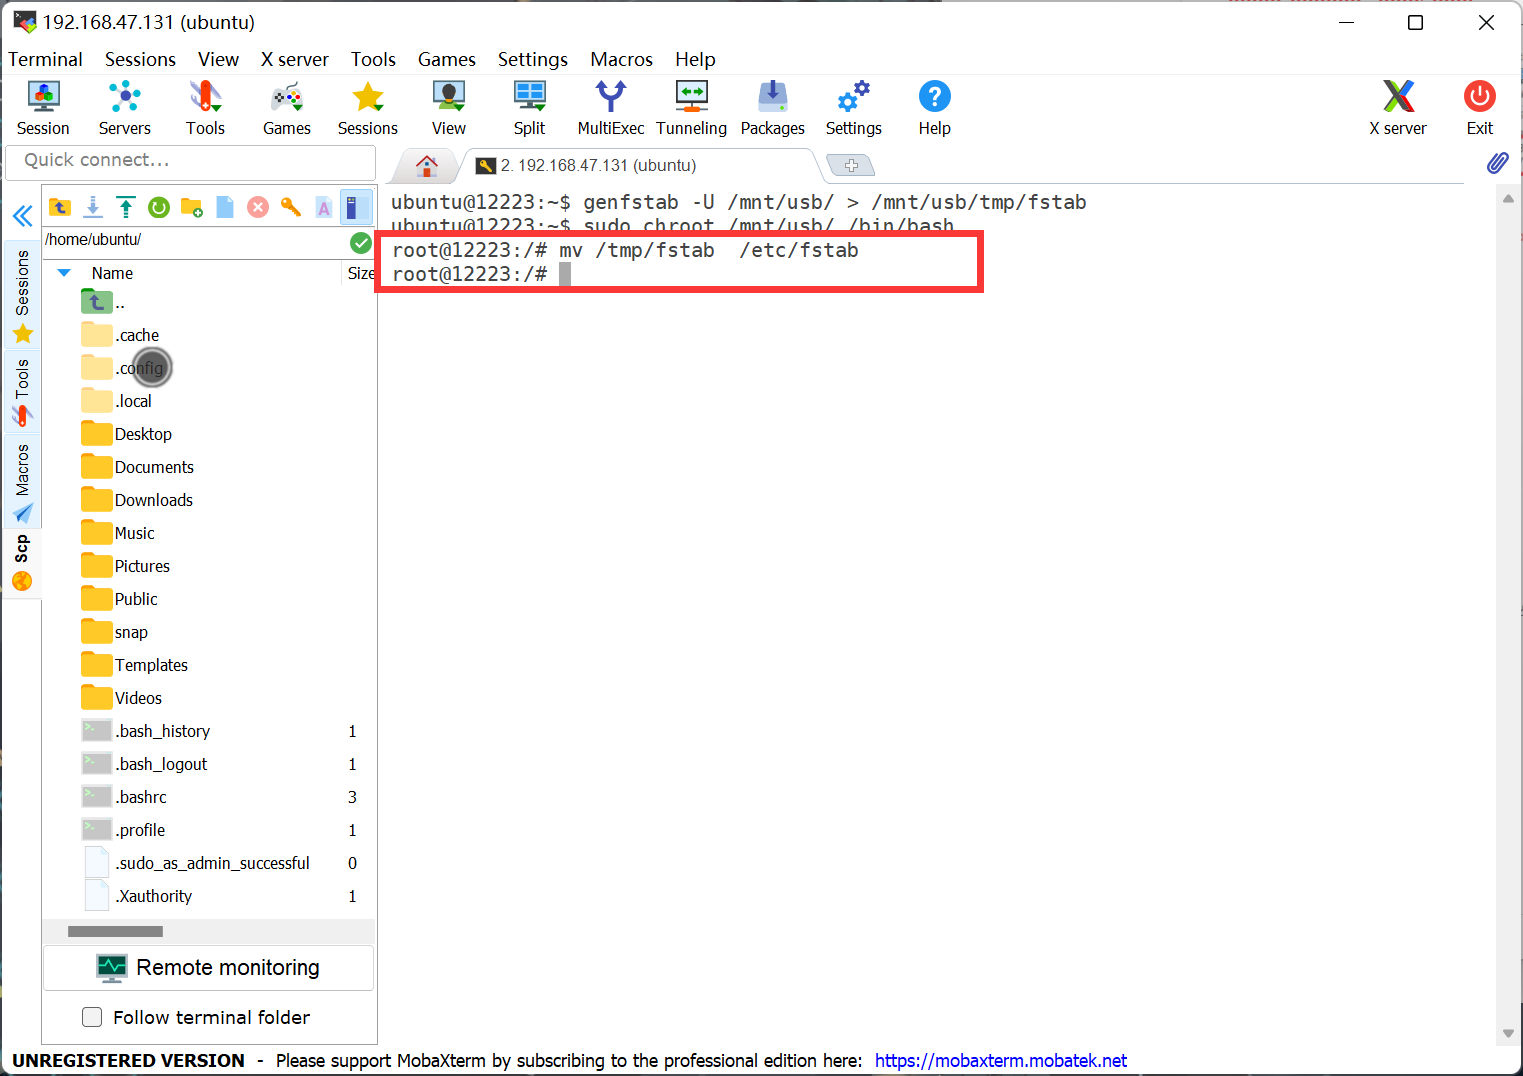 192.168.47.131 (ubuntu)
Terminal Sessions View X server Tools Games Settings Macros Help
Session Servers Tools Games Sessions View Split MultiExec Tunneling Packages Settings Help X server Exit
Quick connect...
2. 192.168.47.131 (ubuntu)
/home/ubuntu/
Name Size
..
.cache
.config
.local
Desktop
Documents
Downloads
Music
Pictures
Public
snap
Templates
Videos
.bash_history 1
.bash_logout 1
.bashrc 3
.profile 1
.sudo_as_admin_successful 0
.Xauthority 1
Sessions
Tools
Macros
Scp
Remote monitoring
Follow terminal folder
ubuntu@12223:~$ genfstab -U /mnt/usb/ > /mnt/usb/tmp/fstab
ubuntu@12223:~$ sudo chroot /mnt/usb/ /bin/bash
root@12223:/# mv /tmp/fstab  /etc/fstab
root@12223:/#
UNREGISTERED VERSION - Please support MobaXterm by subscribing to the professional edition here: https://mobaxterm.mobatek.net